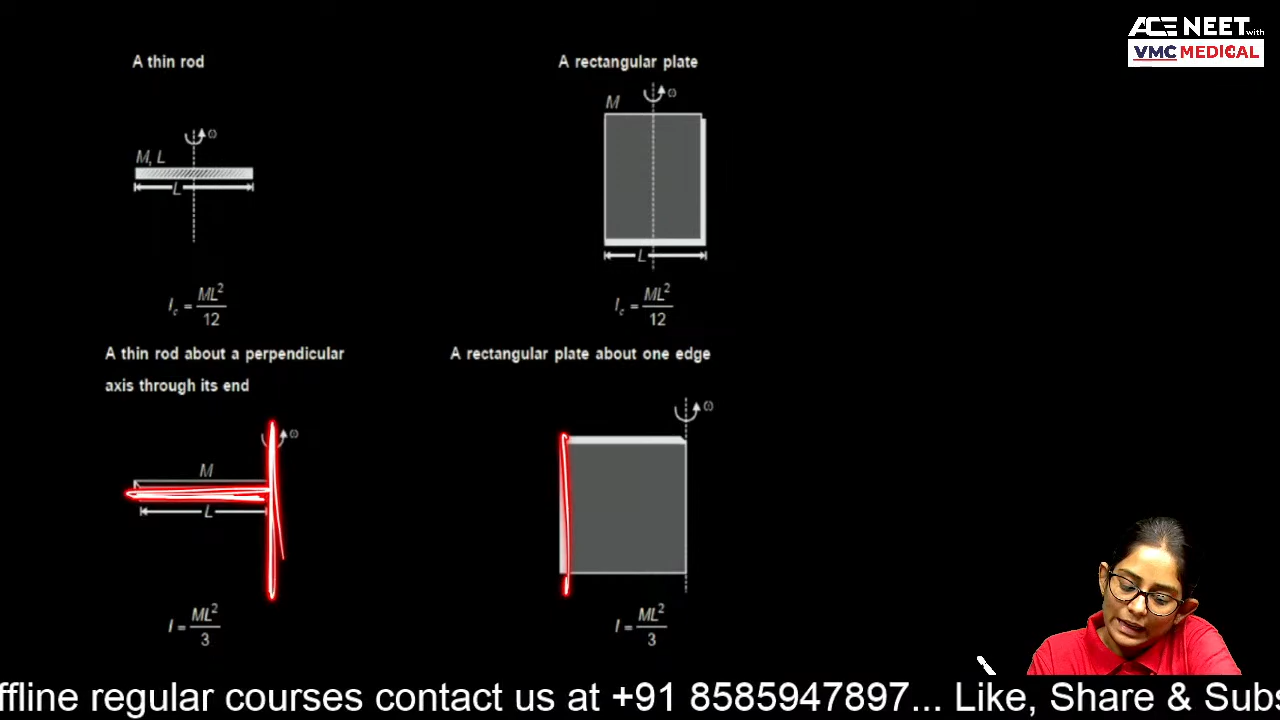 ACE NEET with
VMC MEDICAL
A thin rod
ω
M, L
L
I_c = ML²/12
A rectangular plate
M
ω
L
I_c = ML²/12
A thin rod about a perpendicular
axis through its end
ω
M
L
I = ML²/3
A rectangular plate about one edge
ω
I = ML²/3
ffline regular courses contact us at +91 8585947897... Like, Share & Subs